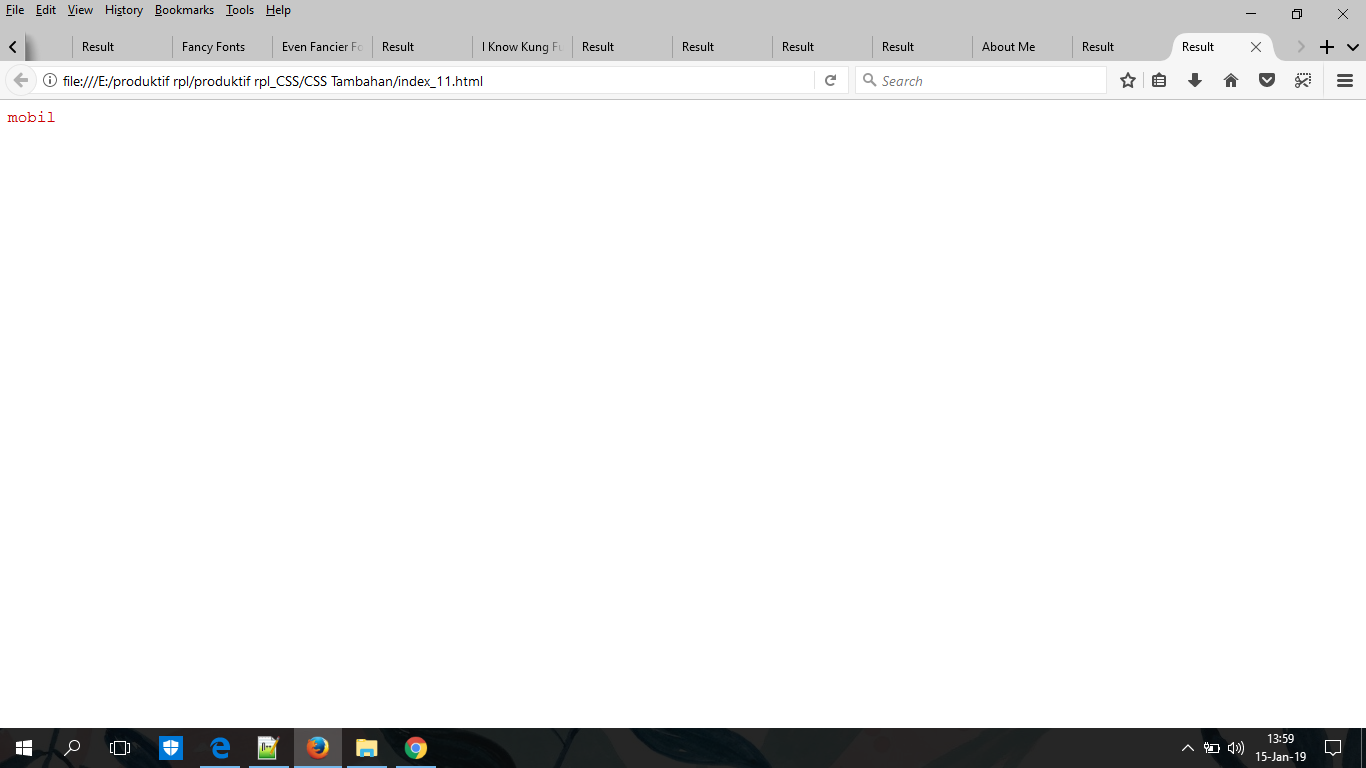 File Edit View History Bookmarks Tools Help
Result Fancy Fonts Even Fancier Fo Result I Know Kung Fu Result Result Result Result About Me Result Result
file:///E:/produktif rpl/produktif rpl_CSS/CSS Tambahan/index_11.html Search
mobil
13:59
15-Jan-19